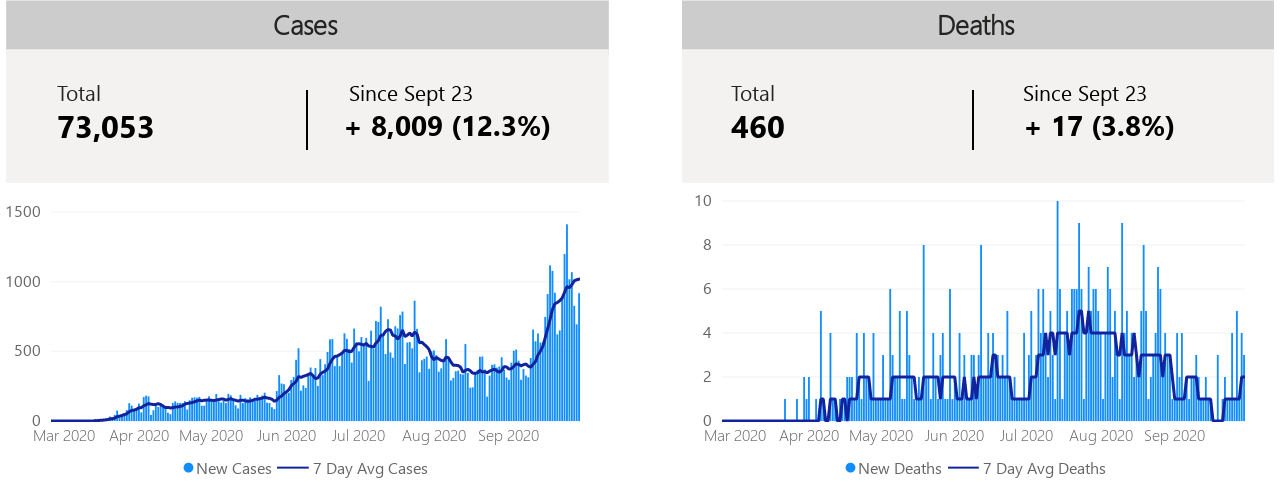 Cases
Total
73,053
Since Sept 23
+ 8,009 (12.3%)
1500
1000
500
0
Mar 2020 Apr 2020 May 2020 Jun 2020 Jul 2020 Aug 2020 Sep 2020
New Cases 7 Day Avg Cases
Deaths
Total
460
Since Sept 23
+ 17 (3.8%)
10
8
6
4
2
0
Mar 2020 Apr 2020 May 2020 Jun 2020 Jul 2020 Aug 2020 Sep 2020
New Deaths 7 Day Avg Deaths